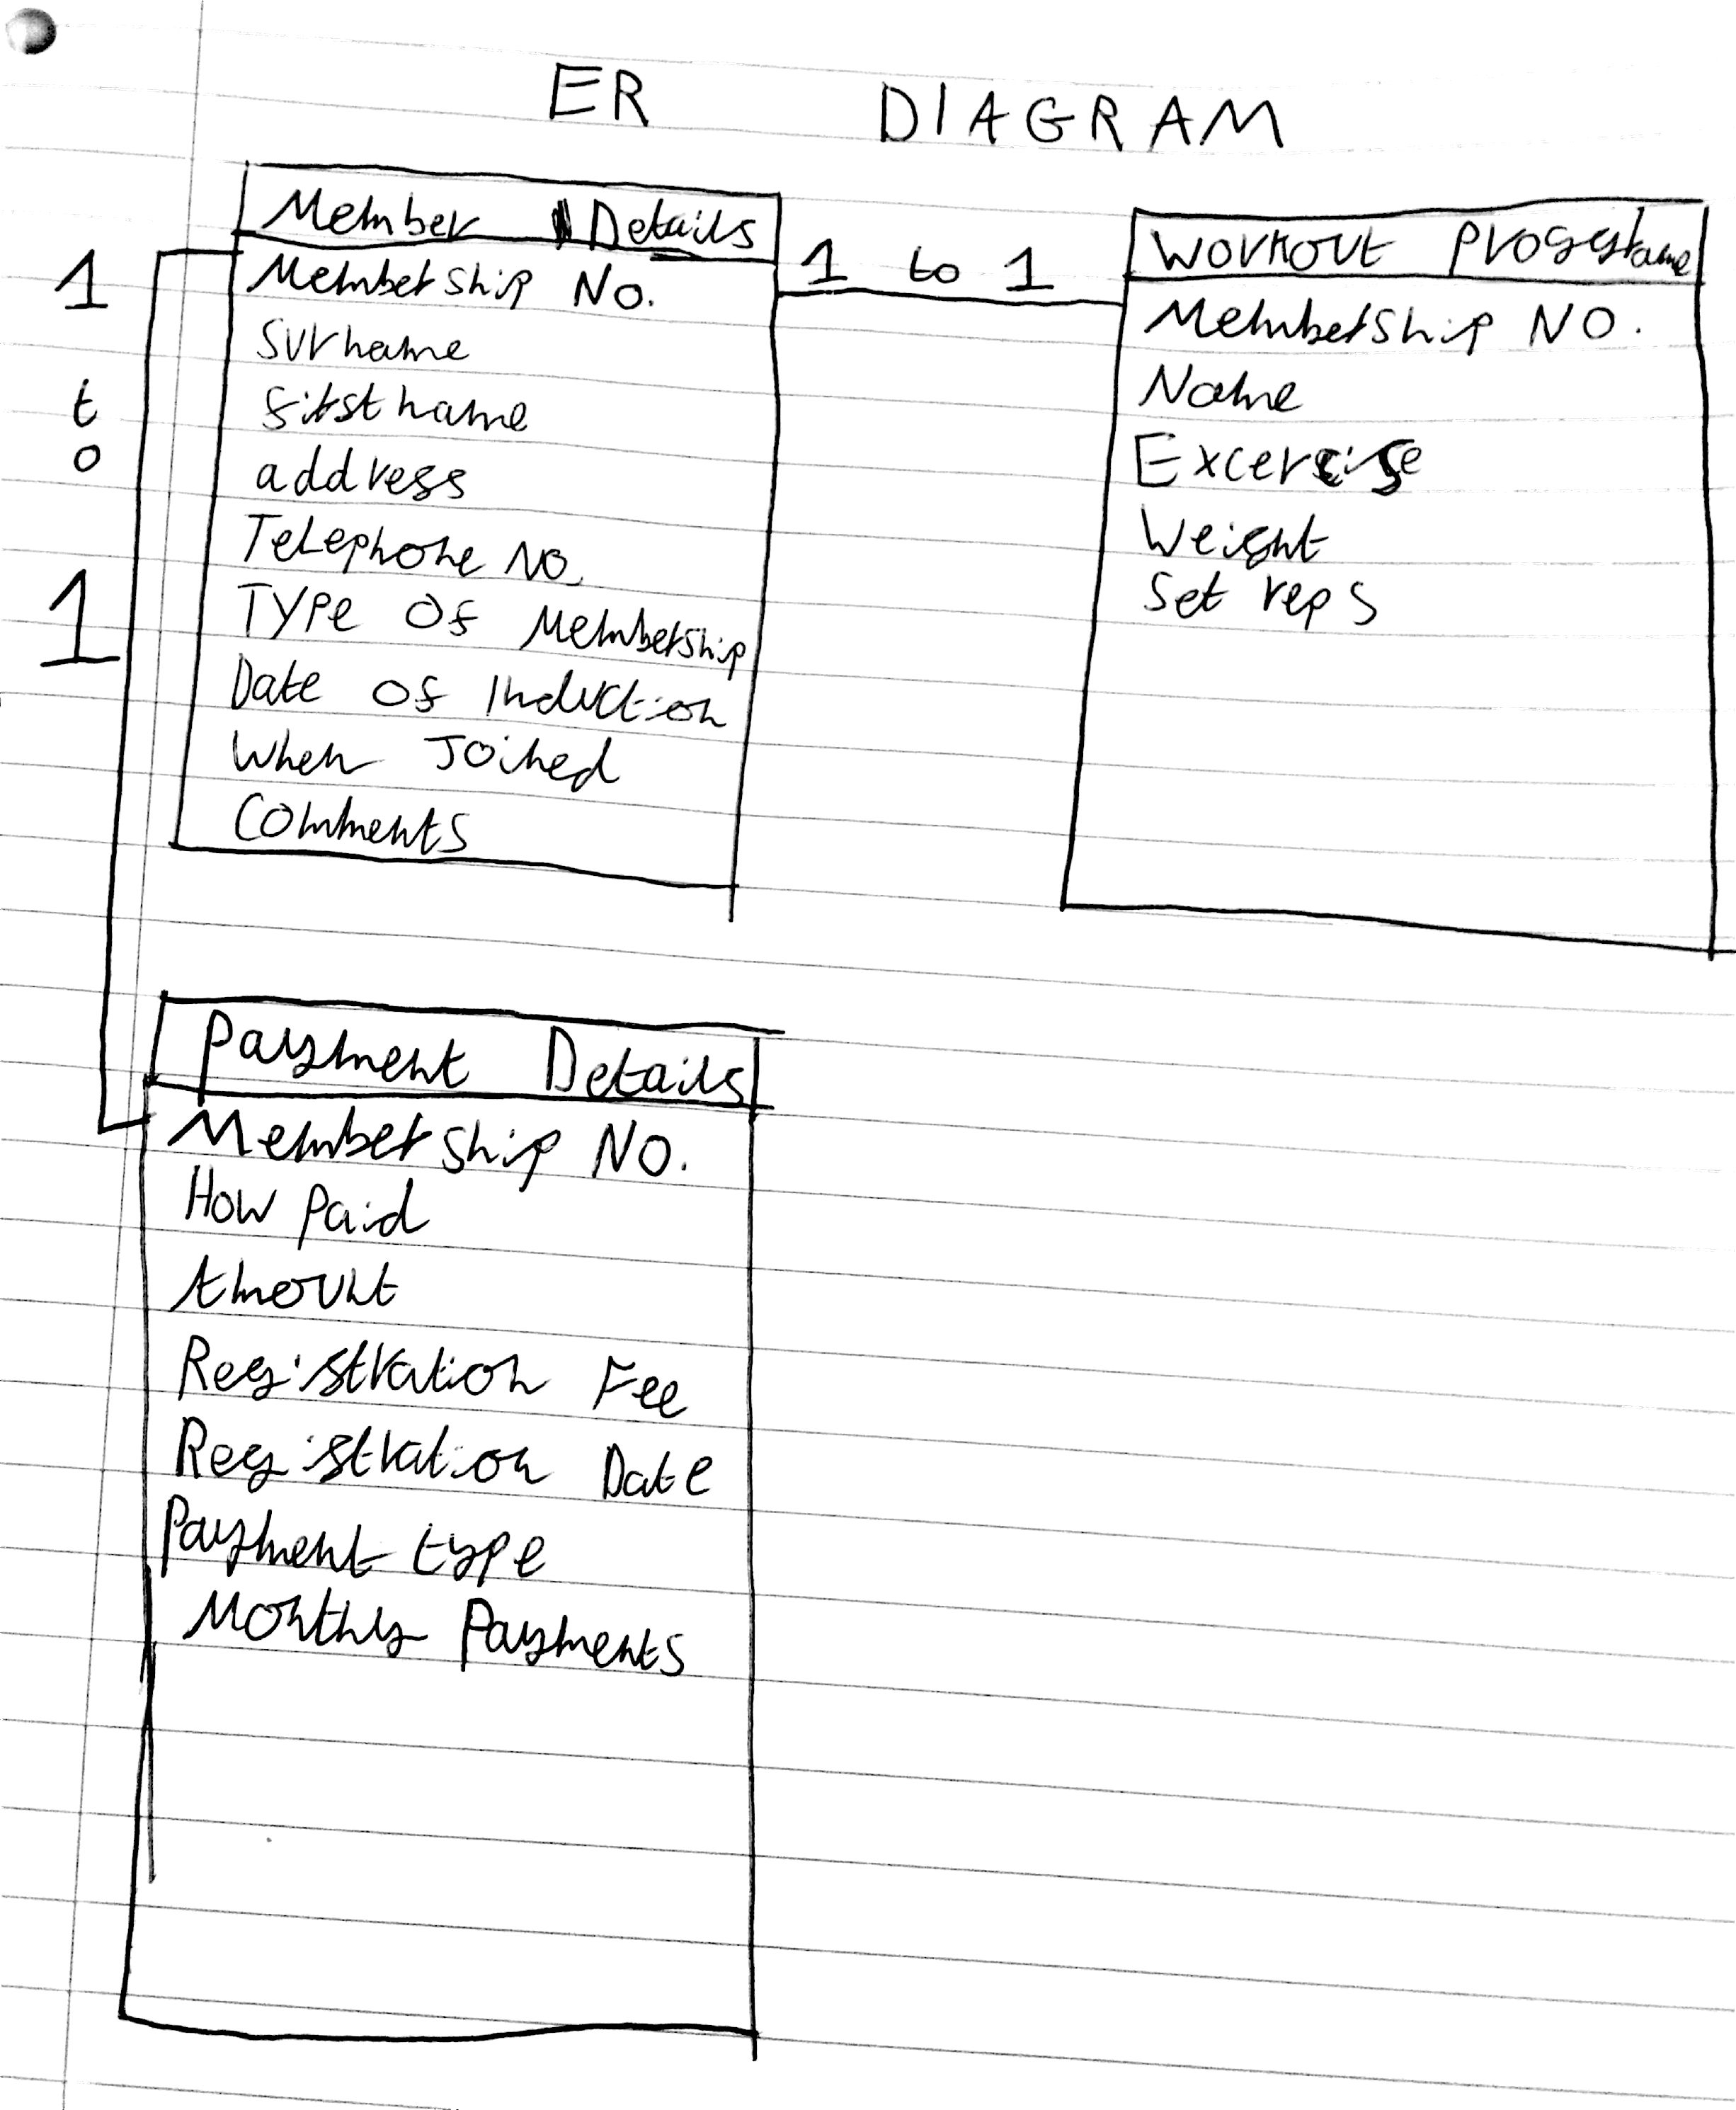 ER DIAGRAM
Member Details
Membership No.
Surname
firstname
address
Telephone No.
Type Of Membership
Date Of Induction
When Joined
Comments
1 to 1
Workout
Membership No.
Name
Excercise
Weight
Set reps
1
t
o
1
Payment Details
Membership No.
How Paid
Amount
Registration Fee
Registration Date
Payment type
Monthly Payments